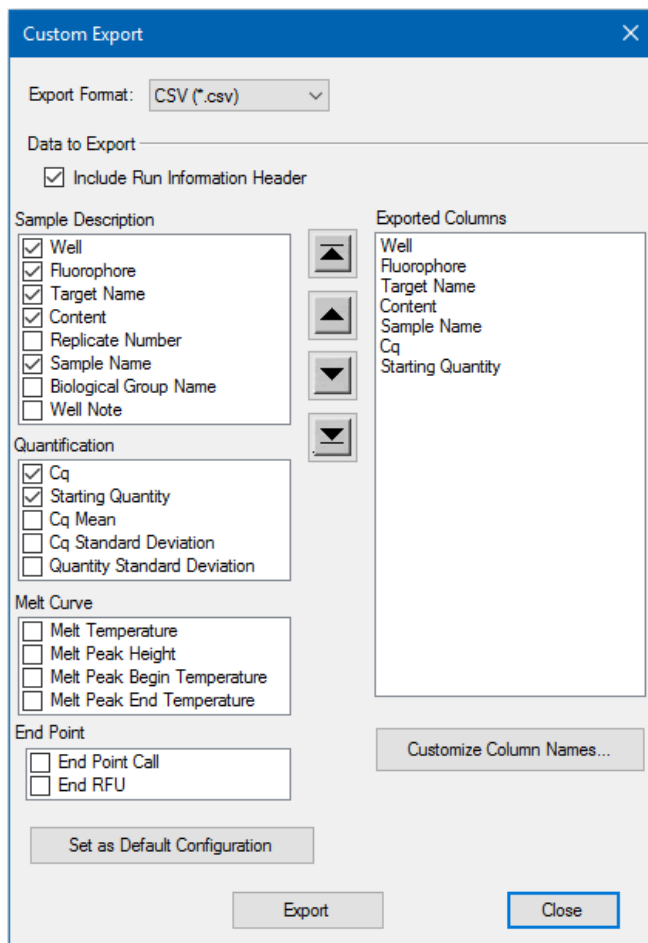 Custom Export
Export Format: CSV (*.csv)
Data to Export
Include Run Information Header
Sample Description
Well
Fluorophore
Target Name
Content
Replicate Number
Sample Name
Biological Group Name
Well Note
Quantification
Cq
Starting Quantity
Cq Mean
Cq Standard Deviation
Quantity Standard Deviation
Melt Curve
Melt Temperature
Melt Peak Height
Melt Peak Begin Temperature
Melt Peak End Temperature
End Point
End Point Call
End RFU
Exported Columns
Well
Fluorophore
Target Name
Content
Sample Name
Cq
Starting Quantity
Customize Column Names...
Set as Default Configuration
Export
Close